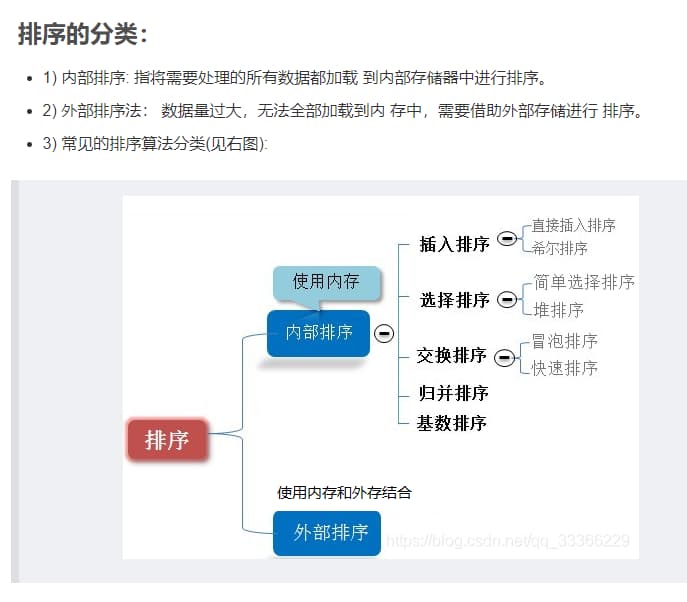 排序的分类：
1) 内部排序: 指将需要处理的所有数据都加载 到内部存储器中进行排序。
2) 外部排序法： 数据量过大，无法全部加载到内 存中，需要借助外部存储进行 排序。
3) 常见的排序算法分类(见右图):
直接插入排序
插入排序
希尔排序
使用内存
简单选择排序
选择排序
堆排序
内部排序
冒泡排序
交换排序
快速排序
归并排序
基数排序
排序
使用内存和外存结合
外部排序
https://blog.csdn.net/qq_33366229